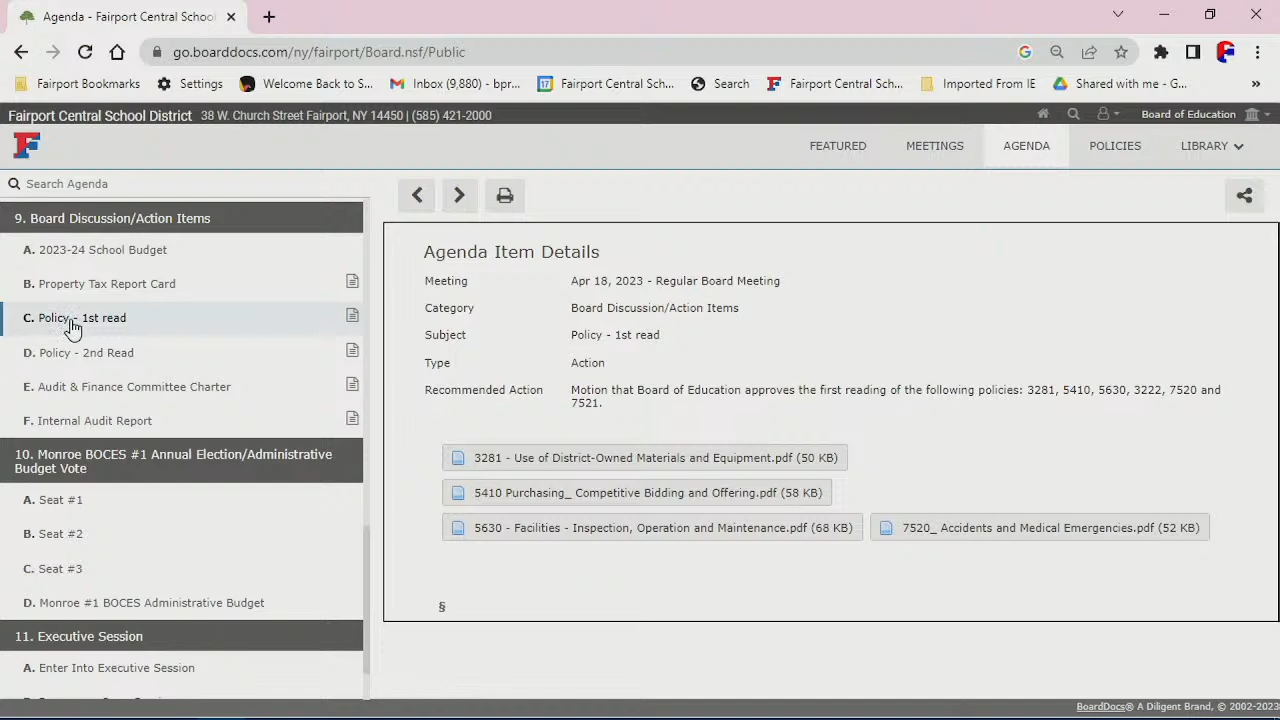 Agenda - Fairport Central School
go.boarddocs.com/ny/fairport/Board.nsf/Public
Fairport Bookmarks Settings Welcome Back to S... Inbox (9,880) - bpr... Fairport Central Sch... Search Fairport Central Sc... Imported From IE Shared with me - G... »
Fairport Central School District 38 W. Church Street Fairport, NY 14450 | (585) 421-2000 Board of Education
FEATURED MEETINGS AGENDA POLICIES LIBRARY
Search Agenda
9. Board Discussion/Action Items
A. 2023-24 School Budget
B. Property Tax Report Card
C. Policy - 1st read
D. Policy - 2nd Read
E. Audit & Finance Committee Charter
F. Internal Audit Report
10. Monroe BOCES #1 Annual Election/Administrative
Budget Vote
A. Seat #1
B. Seat #2
C. Seat #3
D. Monroe #1 BOCES Administrative Budget
11. Executive Session
A. Enter Into Executive Session
Agenda Item Details
Meeting Apr 18, 2023 - Regular Board Meeting
Category Board Discussion/Action Items
Subject Policy - 1st read
Type Action
Recommended Action Motion that Board of Education approves the first reading of the following policies: 3281, 5410, 5630, 3222, 7520 and
7521.
3281 - Use of District-Owned Materials and Equipment.pdf (50 KB)
5410 Purchasing_ Competitive Bidding and Offering.pdf (58 KB)
5630 - Facilities - Inspection, Operation and Maintenance.pdf (68 KB) 7520_ Accidents and Medical Emergencies.pdf (52 KB)
§
BoardDocs® A Diligent Brand, © 2002-2023